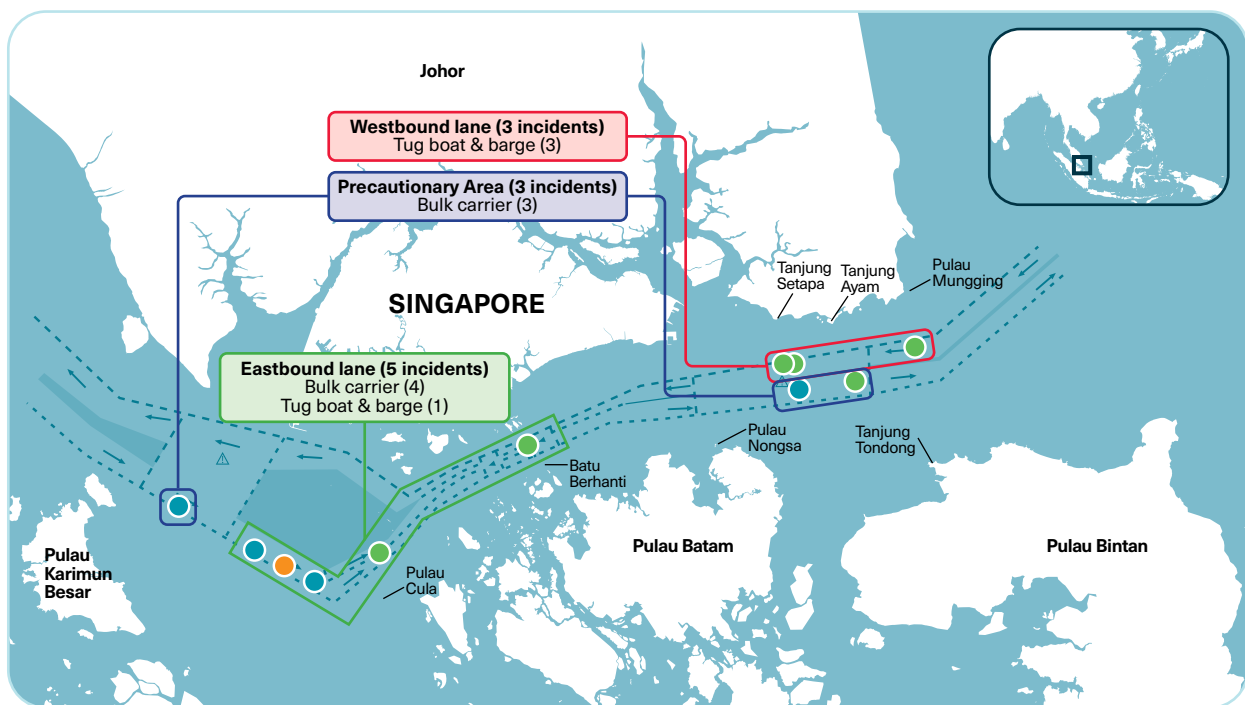 Johor
Westbound lane (3 incidents)
Tug boat & barge (3)
Precautionary Area (3 incidents)
Bulk carrier (3)
SINGAPORE
Tanjung
Setapa
Tanjung
Ayam
Pulau
Mungging
Eastbound lane (5 incidents)
Bulk carrier (4)
Tug boat & barge (1)
Batu
Berhanti
Pulau
Nongsa
Tanjung
Tondong
Pulau
Karimun
Besar
Pulau
Cula
Pulau Batam
Pulau Bintan